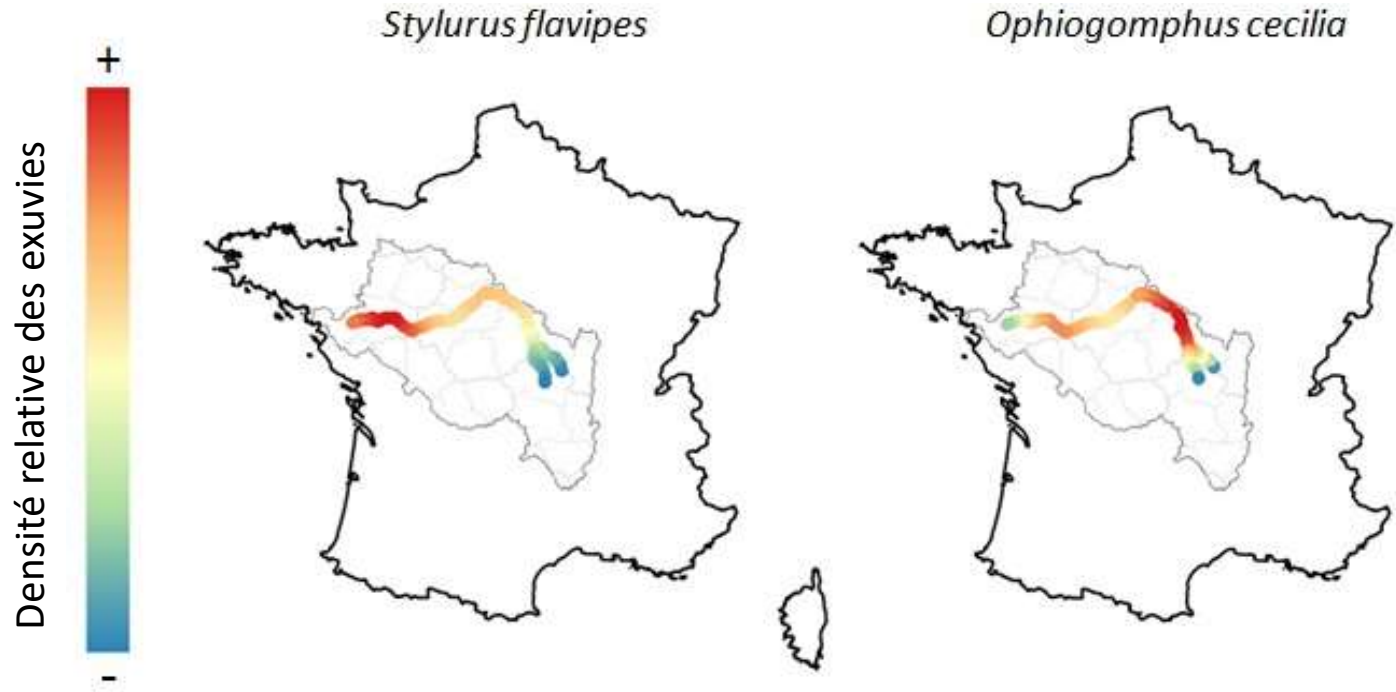 Stylurus flavipes
Ophiogomphus cecilia
+
Densité relative des exuvies
-